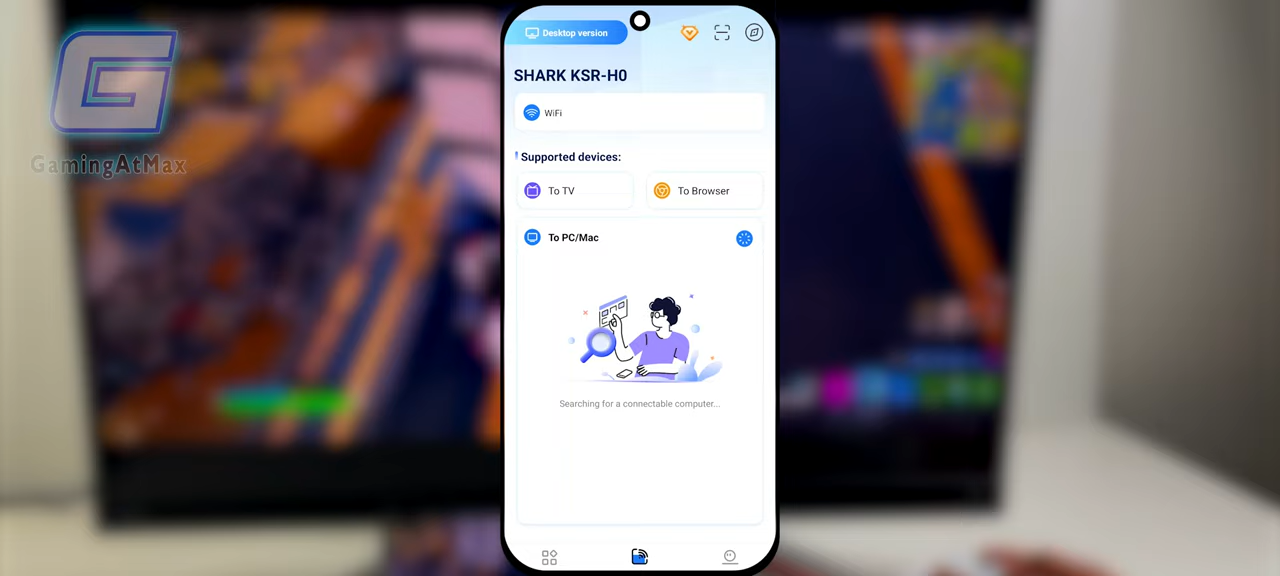 Desktop version
SHARK KSR-H0
WiFi
Supported devices:
To TV
To Browser
To PC/Mac
Searching for a connectable computer...
GamingAtMax